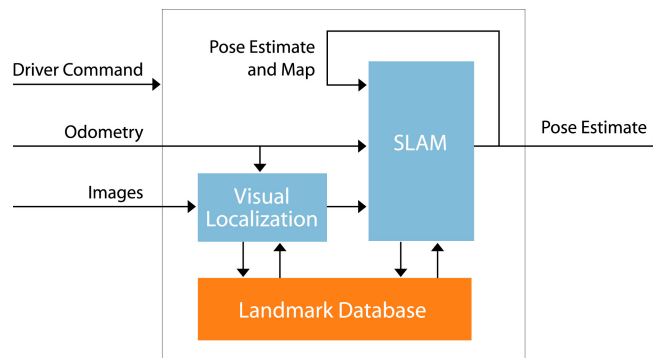 Pose Estimate
and Map
Driver Command
Odometry
SLAM
Pose Estimate
Images
Visual
Localization
Landmark Database